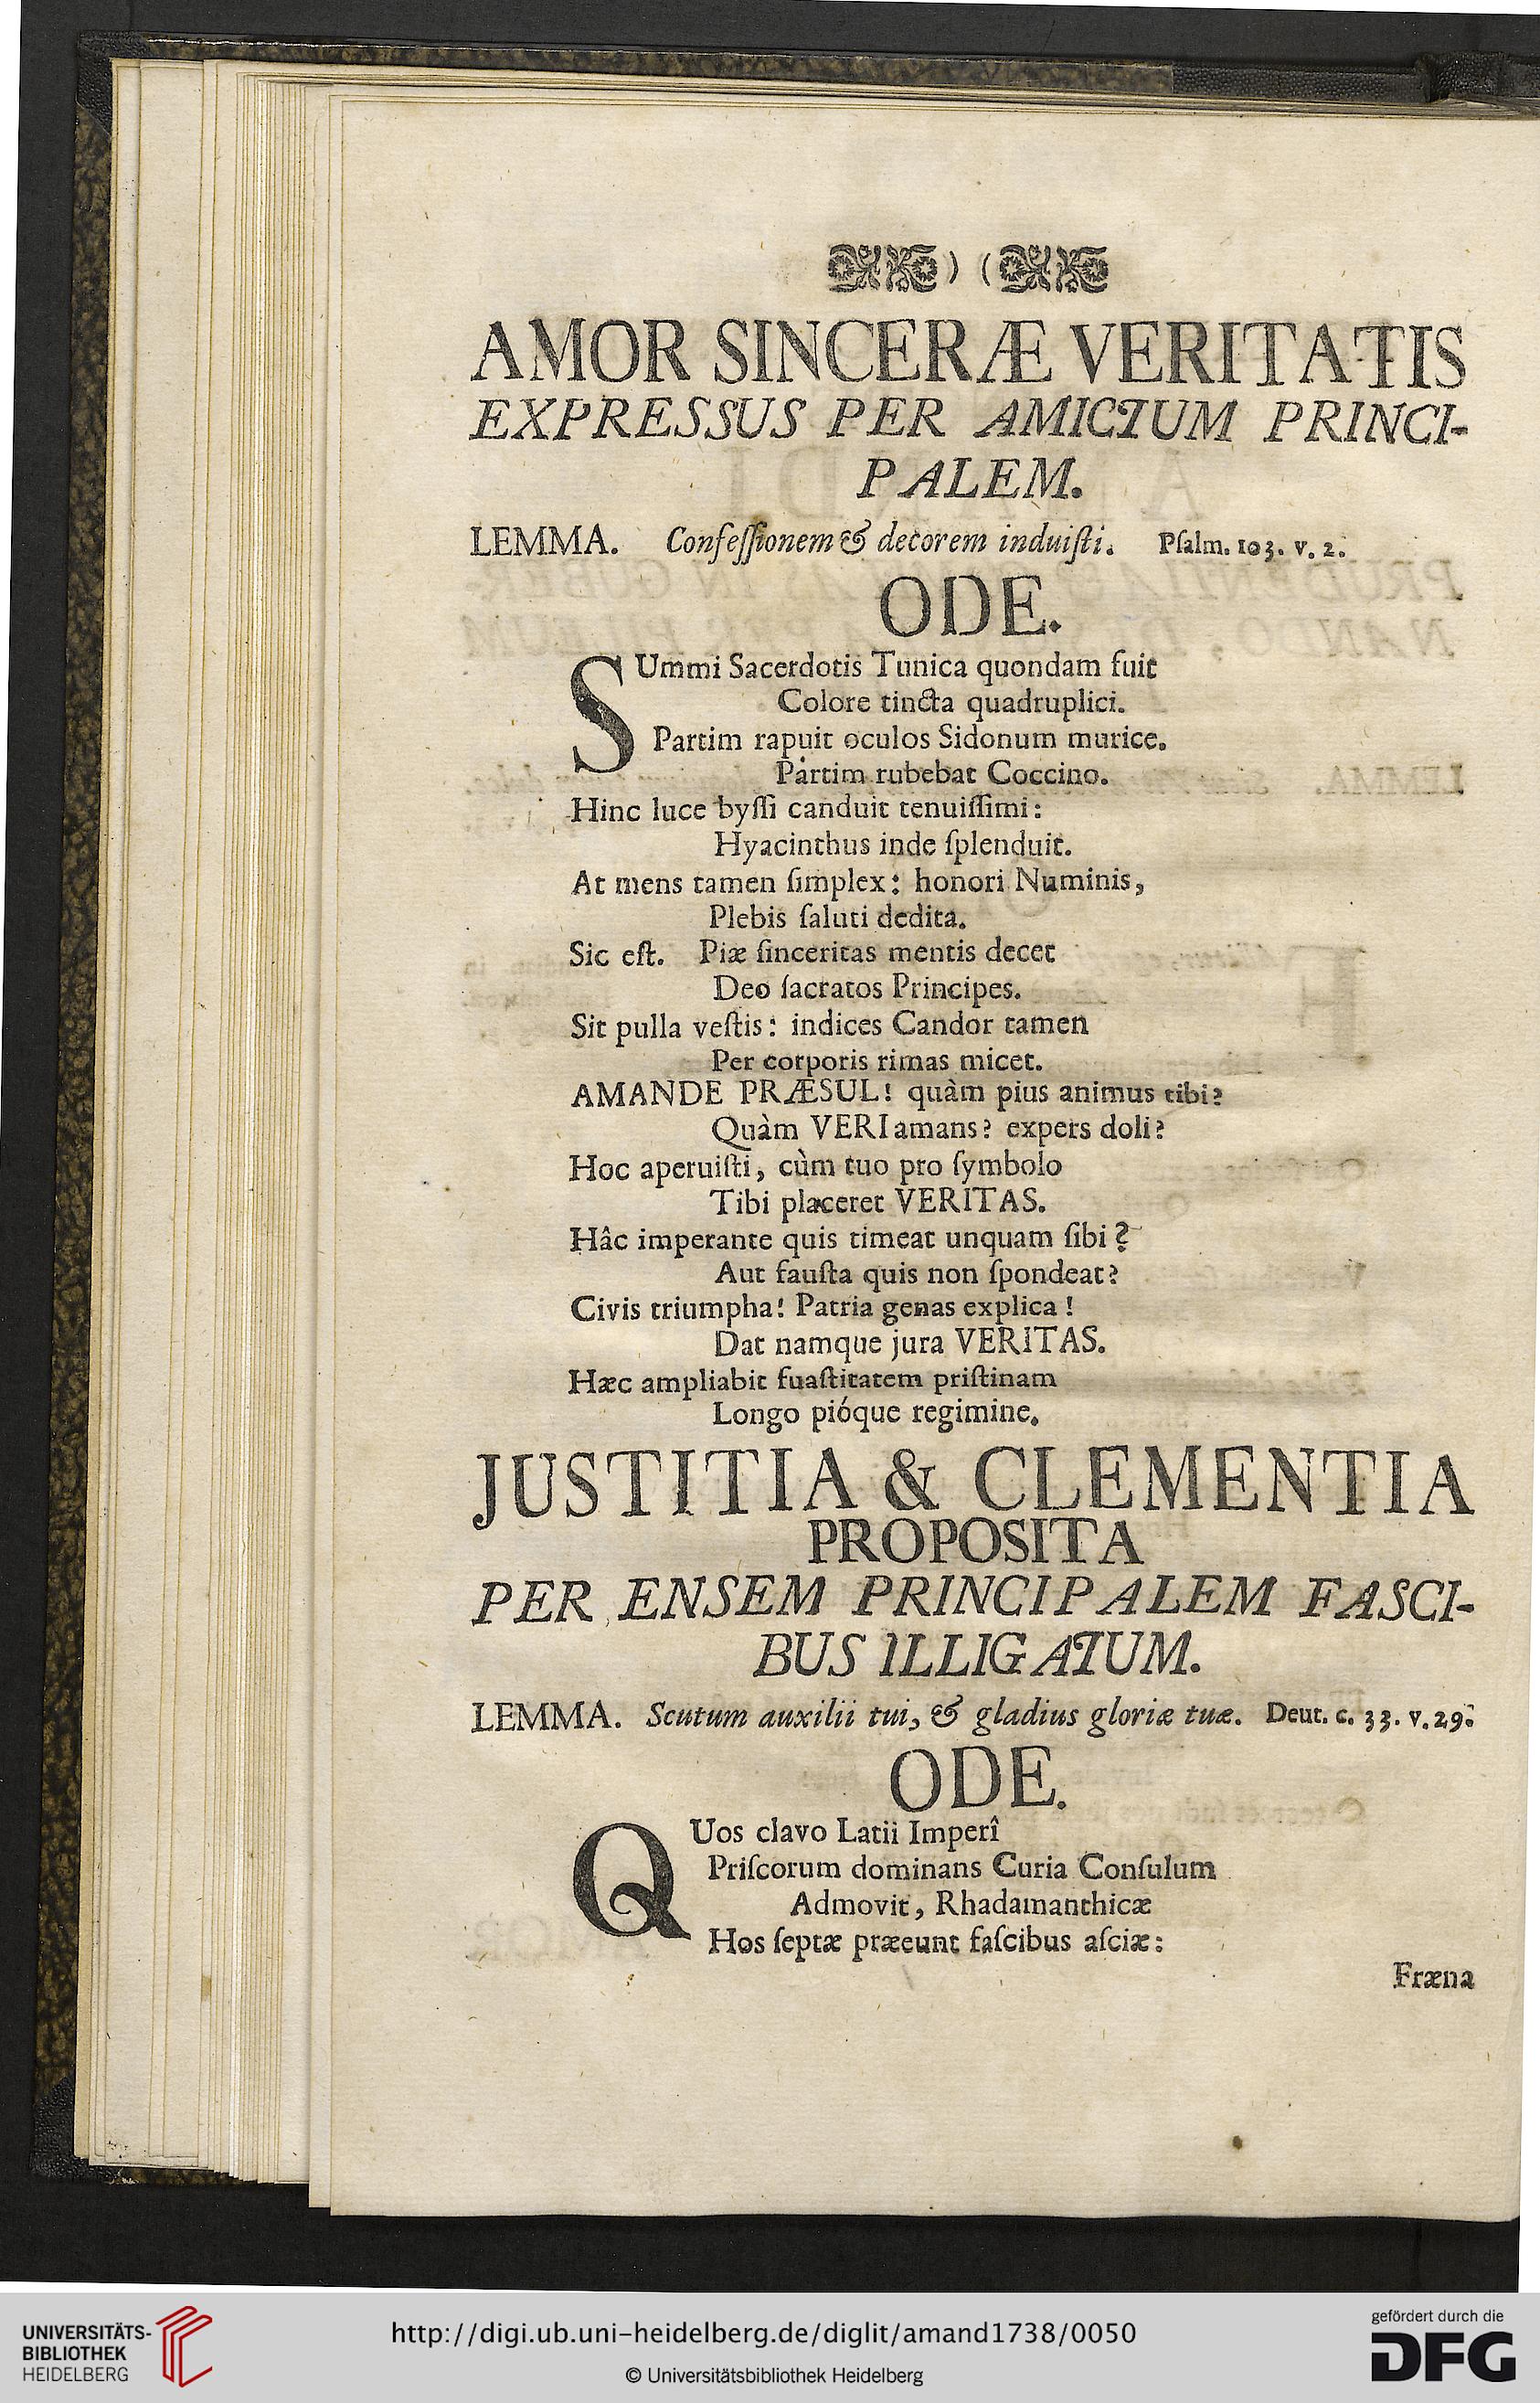 ) (
AMOR SINCERÆ VERITATIS
EXPRESSUS PER AMICTUM PRINCI-
PALEM.
LEMMA. Confeſſionem & decorem induiſti. Pſalm. 103. v. 2.
ODE.
SUmmi Sacerdotis Tunica quondam fuit
Colore tincta quadruplici.
Partim rapuit oculos Sidonum murice.
Partim rubebat Coccino.
Hinc luce byſſi canduit tenuiſſimi:
Hyacinthus inde ſplenduit.
At mens tamen ſimplex: honori Numinis,
Plebis ſaluti dedita.
Sic eſt. Piæ ſinceritas mentis decet
Deo ſacratos Principes.
Sit pulla veſtis: indices Candor tamen
Per corporis rimas micet.
AMANDE PRÆSUL! quàm pius animus tibi?
Quàm VERI amans? expers doli?
Hoc aperuiſti, cùm tuo pro ſymbolo
Tibi placeret VERITAS.
Hâc imperante quis timeat unquam ſibi?
Aut fauſta quis non ſpondeat?
Civis triumpha! Patria genas explica!
Dat namque jura VERITAS.
Hæc ampliabit fuaſtitatem priſtinam
Longo pióque regimine.
JUSTITIA & CLEMENTIA
PROPOSITA
PER ENSEM PRINCIPALEM FASCI-
BUS ILLIGATUM.
LEMMA. Scutum auxilii tui, & gladius gloriæ tuæ. Deut. c. 33. v. 29.
ODE.
QUos clavo Latii Imperî
Priſcorum dominans Curia Conſulum
Admovit, Rhadamanthicæ
Hos ſeptæ præeunt faſcibus aſciæ:
Fræna
UNIVERSITÄTS-
BIBLIOTHEK
HEIDELBERG
http://digi.ub.uni-heidelberg.de/diglit/amand1738/0050
© Universitätsbibliothek Heidelberg
gefördert durch die
DFG